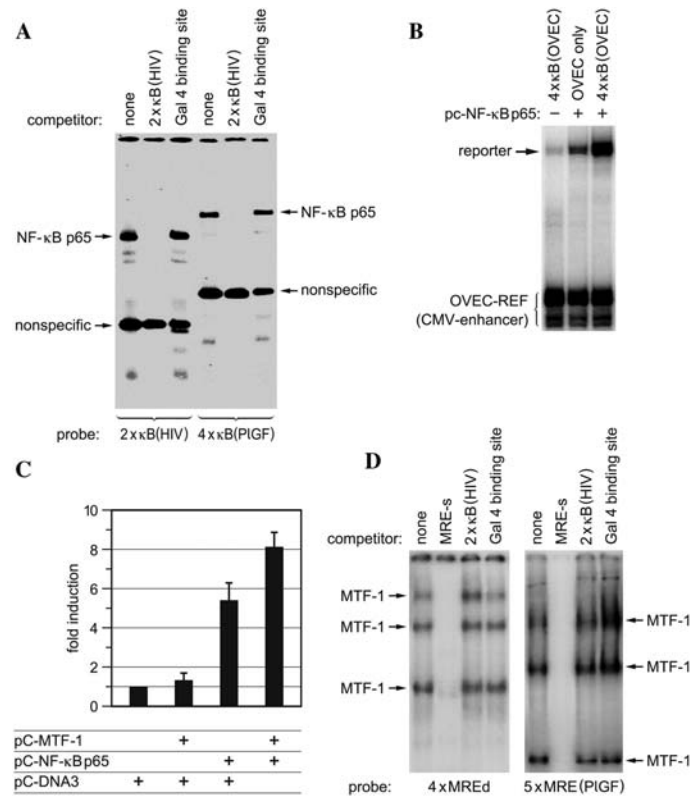 A
competitor:
none
2xκB(HIV)
Gal 4 binding site
none
2xκB(HIV)
Gal 4 binding site
NF-κB p65
NF-κB p65
nonspecific
nonspecific
probe: 2xκB(HIV) 4xκB(PlGF)
B
4xκB(OVEC)
OVEC only
4xκB(OVEC)
pc-NF-κBp65: – + +
reporter
OVEC-REF
(CMV-enhancer)
C
fold induction
10
8
6
4
2
1
0
pC-MTF-1 + +
pC-NF-κBp65 + +
pC-DNA3 + + +
D
competitor:
none
MRE-s
2xκB(HIV)
Gal 4 binding site
none
MRE-s
2xκB(HIV)
Gal 4 binding site
MTF-1
MTF-1
MTF-1
MTF-1
MTF-1
MTF-1
probe: 4xMREd 5xMRE(PlGF)